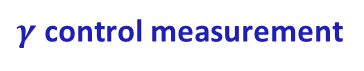 γ control measurement